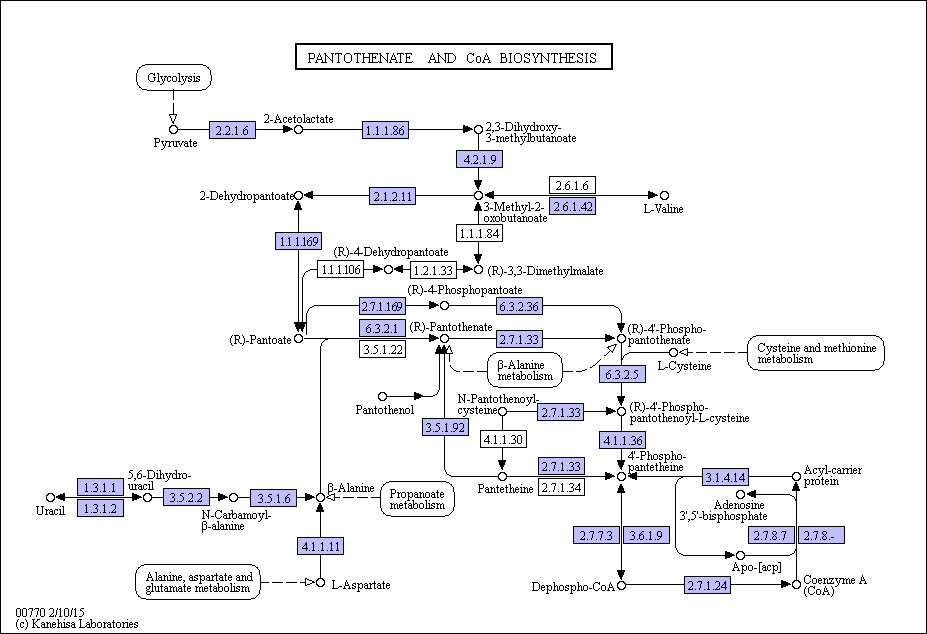 PANTOTHENATE AND CoA BIOSYNTHESIS
Glycolysis
2-Acetolactate
2.2.1.6
1.1.1.86
2,3-Dihydroxy-
3-methylbutanoate
Pyruvate
4.2.1.9
2.6.1.6
2-Dehydropantoate
2.1.2.11
3-Methyl-2-
oxobutanoate
2.6.1.42
L-Valine
1.1.1.84
1.1.1.169
(R)-4-Dehydropantoate
1.1.1.106
1.2.1.33
(R)-3,3-Dimethylmalate
(R)-4-Phosphopantoate
2.7.1.169
6.3.2.36
6.3.2.1
(R)-Pantothenate
(R)-4'-Phospho-
pantothenate
(R)-Pantoate
3.5.1.22
2.7.1.33
Cysteine and methionine
metabolism
β-Alanine
metabolism
L-Cysteine
6.3.2.5
Pantothenol
N-Pantothenoyl-
cysteine
2.7.1.33
(R)-4'-Phospho-
pantothenoyl-L-cysteine
3.5.1.92
4.1.1.30
4.1.1.36
4'-Phospho-
pantetheine
2.7.1.33
Pantetheine
2.7.1.34
3.1.4.14
Acyl-carrier
protein
5,6-Dihydro-
uracil
1.3.1.1
3.5.2.2
3.5.1.6
β-Alanine
Propanoate
metabolism
Uracil
1.3.1.2
N-Carbamoyl-
β-alanine
Adenosine
3',5'-bisphosphate
4.1.1.11
2.7.7.3
3.6.1.9
2.7.8.7
2.7.8.-
Apo-[acp]
Alanine, aspartate and
glutamate metabolism
L-Aspartate
Dephospho-CoA
2.7.1.24
Coenzyme A
(CoA)
00770 2/10/15
(c) Kanehisa Laboratories